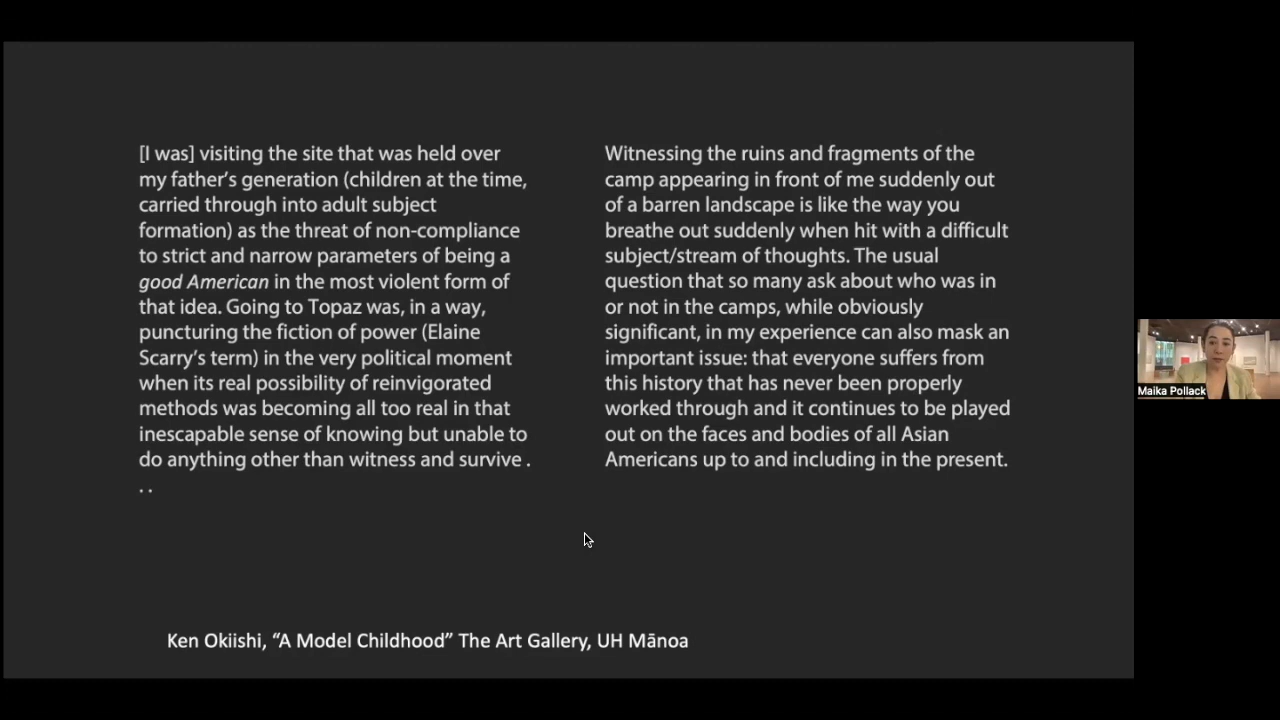 [I was] visiting the site that was held over
my father’s generation (children at the time,
carried through into adult subject
formation) as the threat of non-compliance
to strict and narrow parameters of being a
good American in the most violent form of
that idea. Going to Topaz was, in a way,
puncturing the fiction of power (Elaine
Scarry’s term) in the very political moment
when its real possibility of reinvigorated
methods was becoming all too real in that
inescapable sense of knowing but unable to
do anything other than witness and survive .
. .
Witnessing the ruins and fragments of the
camp appearing in front of me suddenly out
of a barren landscape is like the way you
breathe out suddenly when hit with a difficult
subject/stream of thoughts. The usual
question that so many ask about who was in
or not in the camps, while obviously
significant, in my experience can also mask an
important issue: that everyone suffers from
this history that has never been properly
worked through and it continues to be played
out on the faces and bodies of all Asian
Americans up to and including in the present.
Maika Pollack
Ken Okiishi, “A Model Childhood” The Art Gallery, UH Mānoa